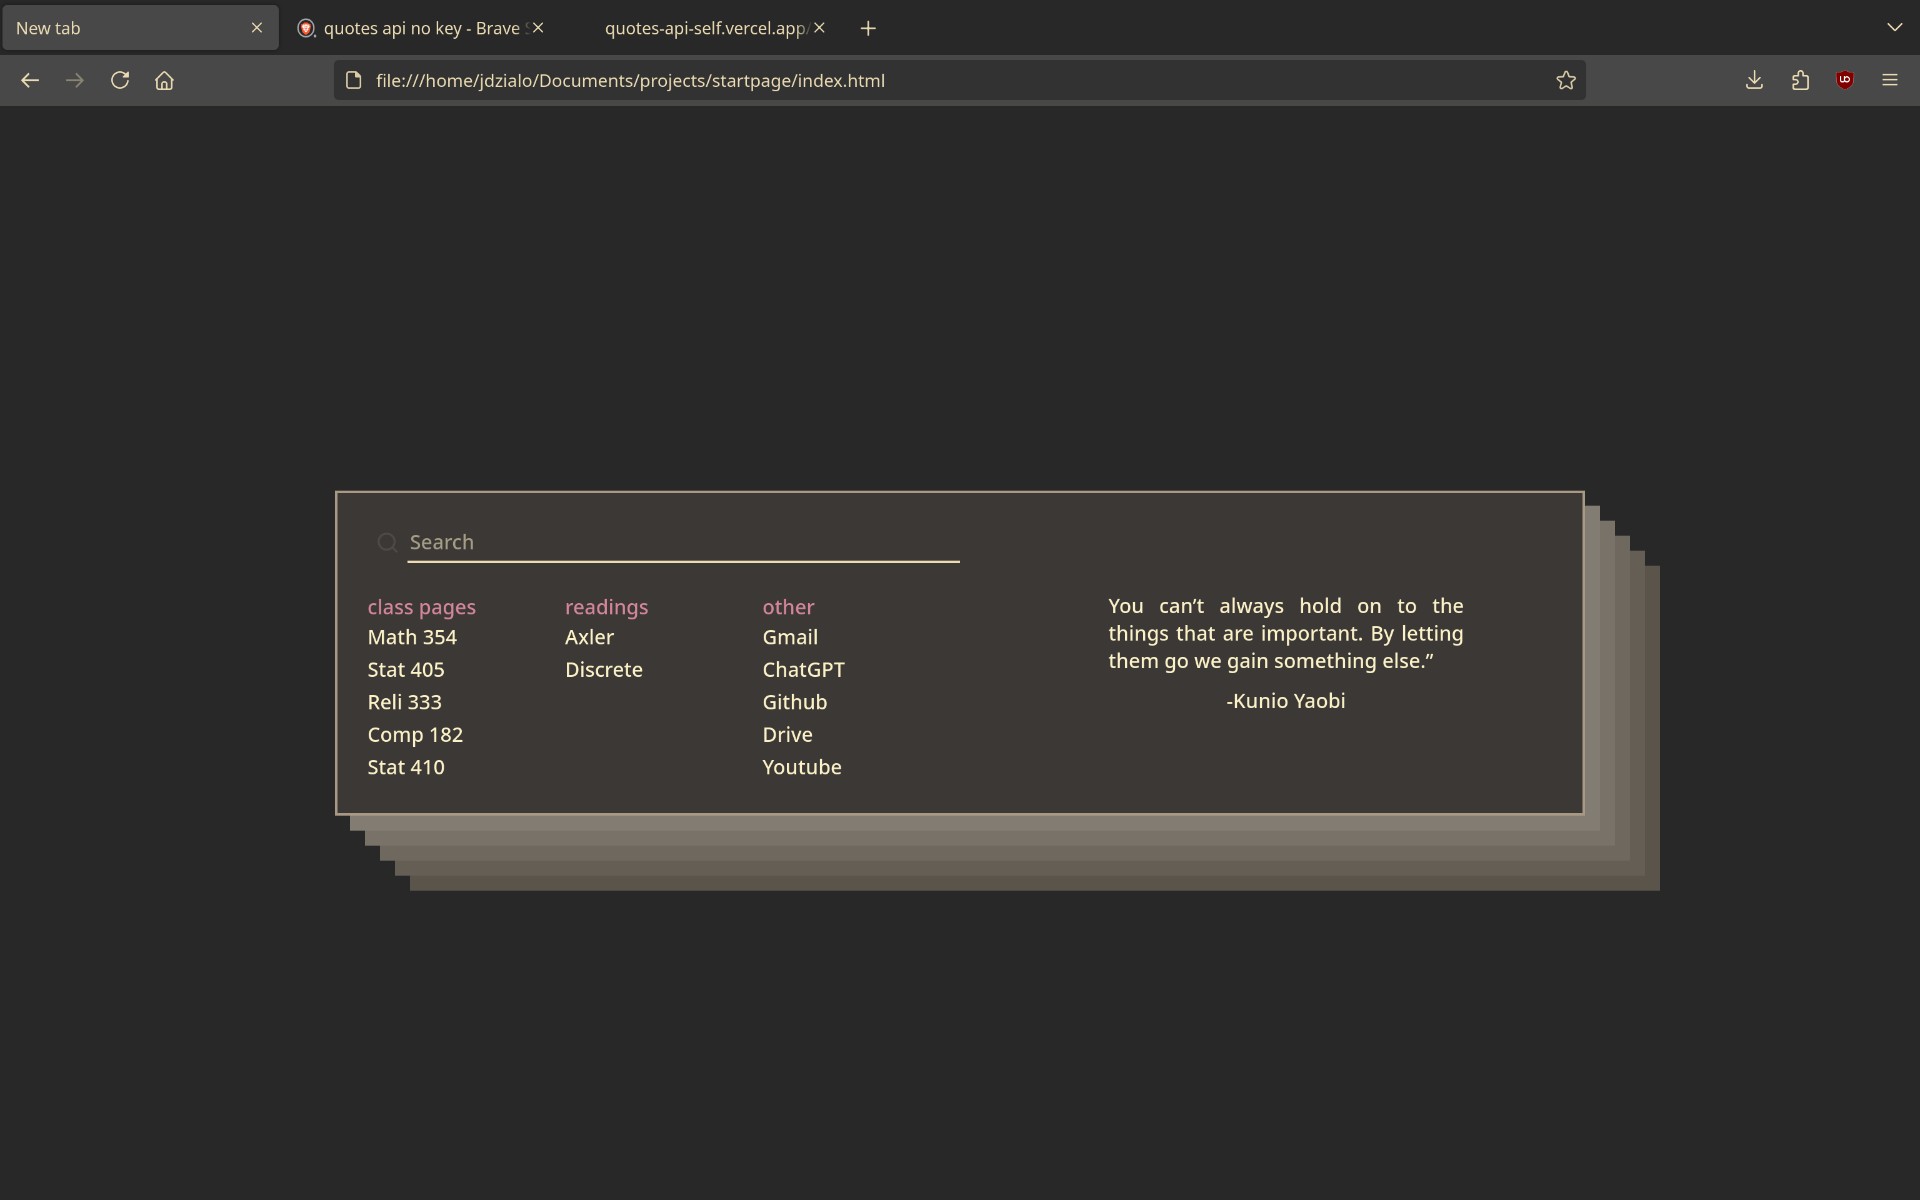 New tab
quotes api no key - Brave S
quotes-api-self.vercel.app/
file:///home/jdzialo/Documents/projects/startpage/index.html
Search
class pages
Math 354
Stat 405
Reli 333
Comp 182
Stat 410
readings
Axler
Discrete
other
Gmail
ChatGPT
Github
Drive
Youtube
You can’t always hold on to the
things that are important. By letting
them go we gain something else.”
-Kunio Yaobi